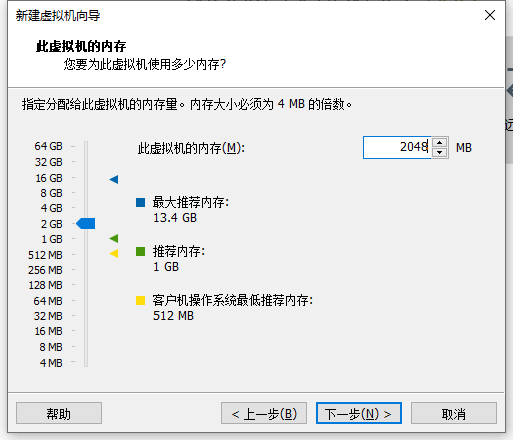 新建虚拟机向导
此虚拟机的内存
您要为此虚拟机使用多少内存?
指定分配给此虚拟机的内存量。内存大小必须为 4 MB 的倍数。
64 GB
此虚拟机的内存(M): 2048 MB
32 GB
16 GB
8 GB
4 GB
2 GB
1 GB
512 MB
256 MB
128 MB
64 MB
32 MB
16 MB
8 MB
4 MB
最大推荐内存:
13.4 GB
推荐内存:
1 GB
客户机操作系统最低推荐内存:
512 MB
帮助 < 上一步(B) 下一步(N) > 取消